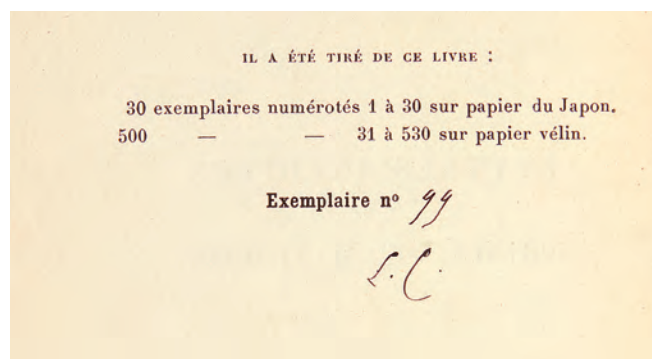 IL A ÉTÉ TIRÉ DE CE LIVRE :
30 exemplaires numérotés 1 à 30 sur papier du Japon.
500 — — 31 à 530 sur papier vélin.
Exemplaire nº 99
L. C.